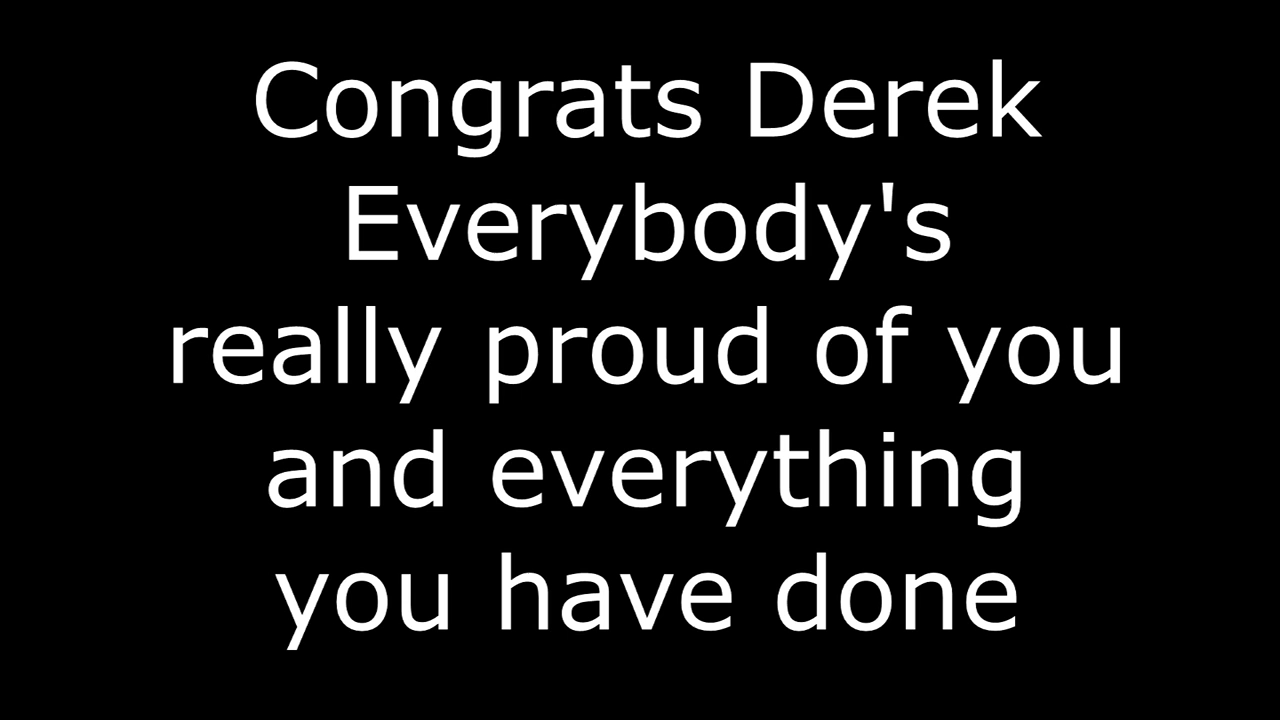 Congrats Derek
Everybody's
really proud of you
and everything
you have done